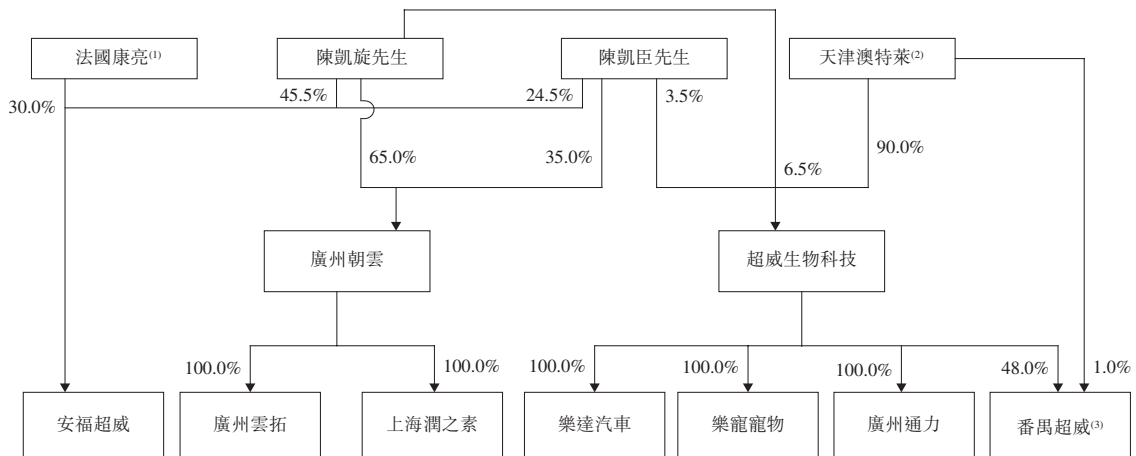 法國康亮(1)
陳凱旋先生
陳凱臣先生
天津澳特萊(2)
30.0%
45.5%
24.5%
3.5%
65.0%
35.0%
6.5%
90.0%
廣州朝雲
超威生物科技
100.0%
100.0%
100.0%
100.0%
100.0%
48.0%
1.0%
安福超威
廣州雲拓
上海潤之素
樂達汽車
樂寵寵物
廣州通力
番禺超威(3)